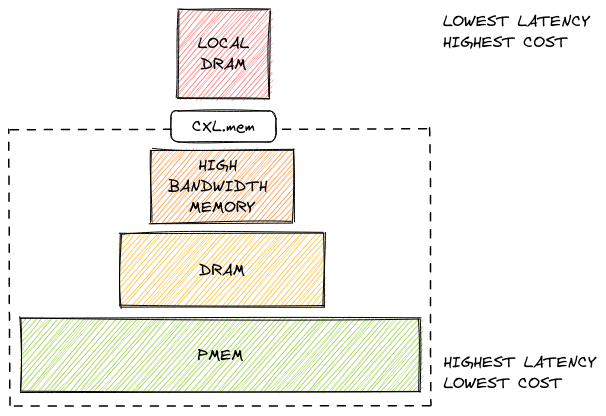 LOWEST LATENCY
HIGHEST COST
LOCAL
DRAM
CXL.mem
HIGH
BANDWIDTH
MEMORY
DRAM
PMEM
HIGHEST LATENCY
LOWEST COST